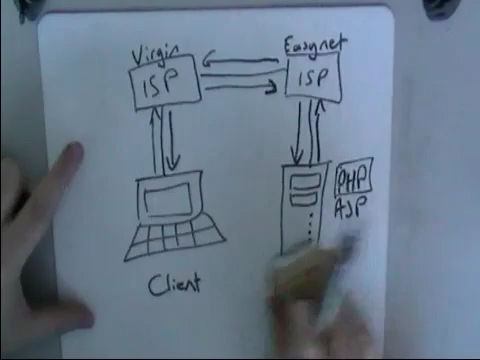 Virgin
ISP
Easynet
ISP
PHP
ASP
Client